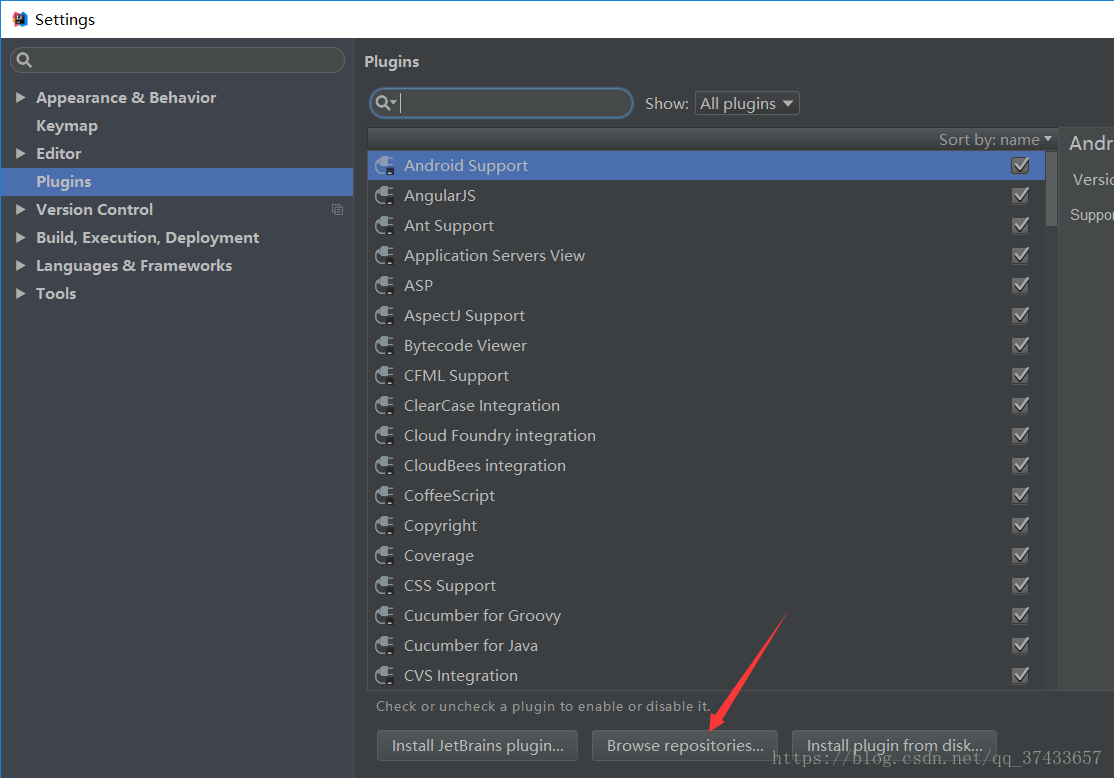 Settings
Appearance & Behavior
Keymap
Editor
Plugins
Version Control
Build, Execution, Deployment
Languages & Frameworks
Tools
Plugins
Show: All plugins
Sort by: name
Android Support
AngularJS
Ant Support
Application Servers View
ASP
AspectJ Support
Bytecode Viewer
CFML Support
ClearCase Integration
Cloud Foundry integration
CloudBees integration
CoffeeScript
Copyright
Coverage
CSS Support
Cucumber for Groovy
Cucumber for Java
CVS Integration
Andr
Versio
Suppor
Check or uncheck a plugin to enable or disable it.
Install JetBrains plugin... Browse repositories... Install plugin from disk...
https://blog.csdn.net/qq_37433657